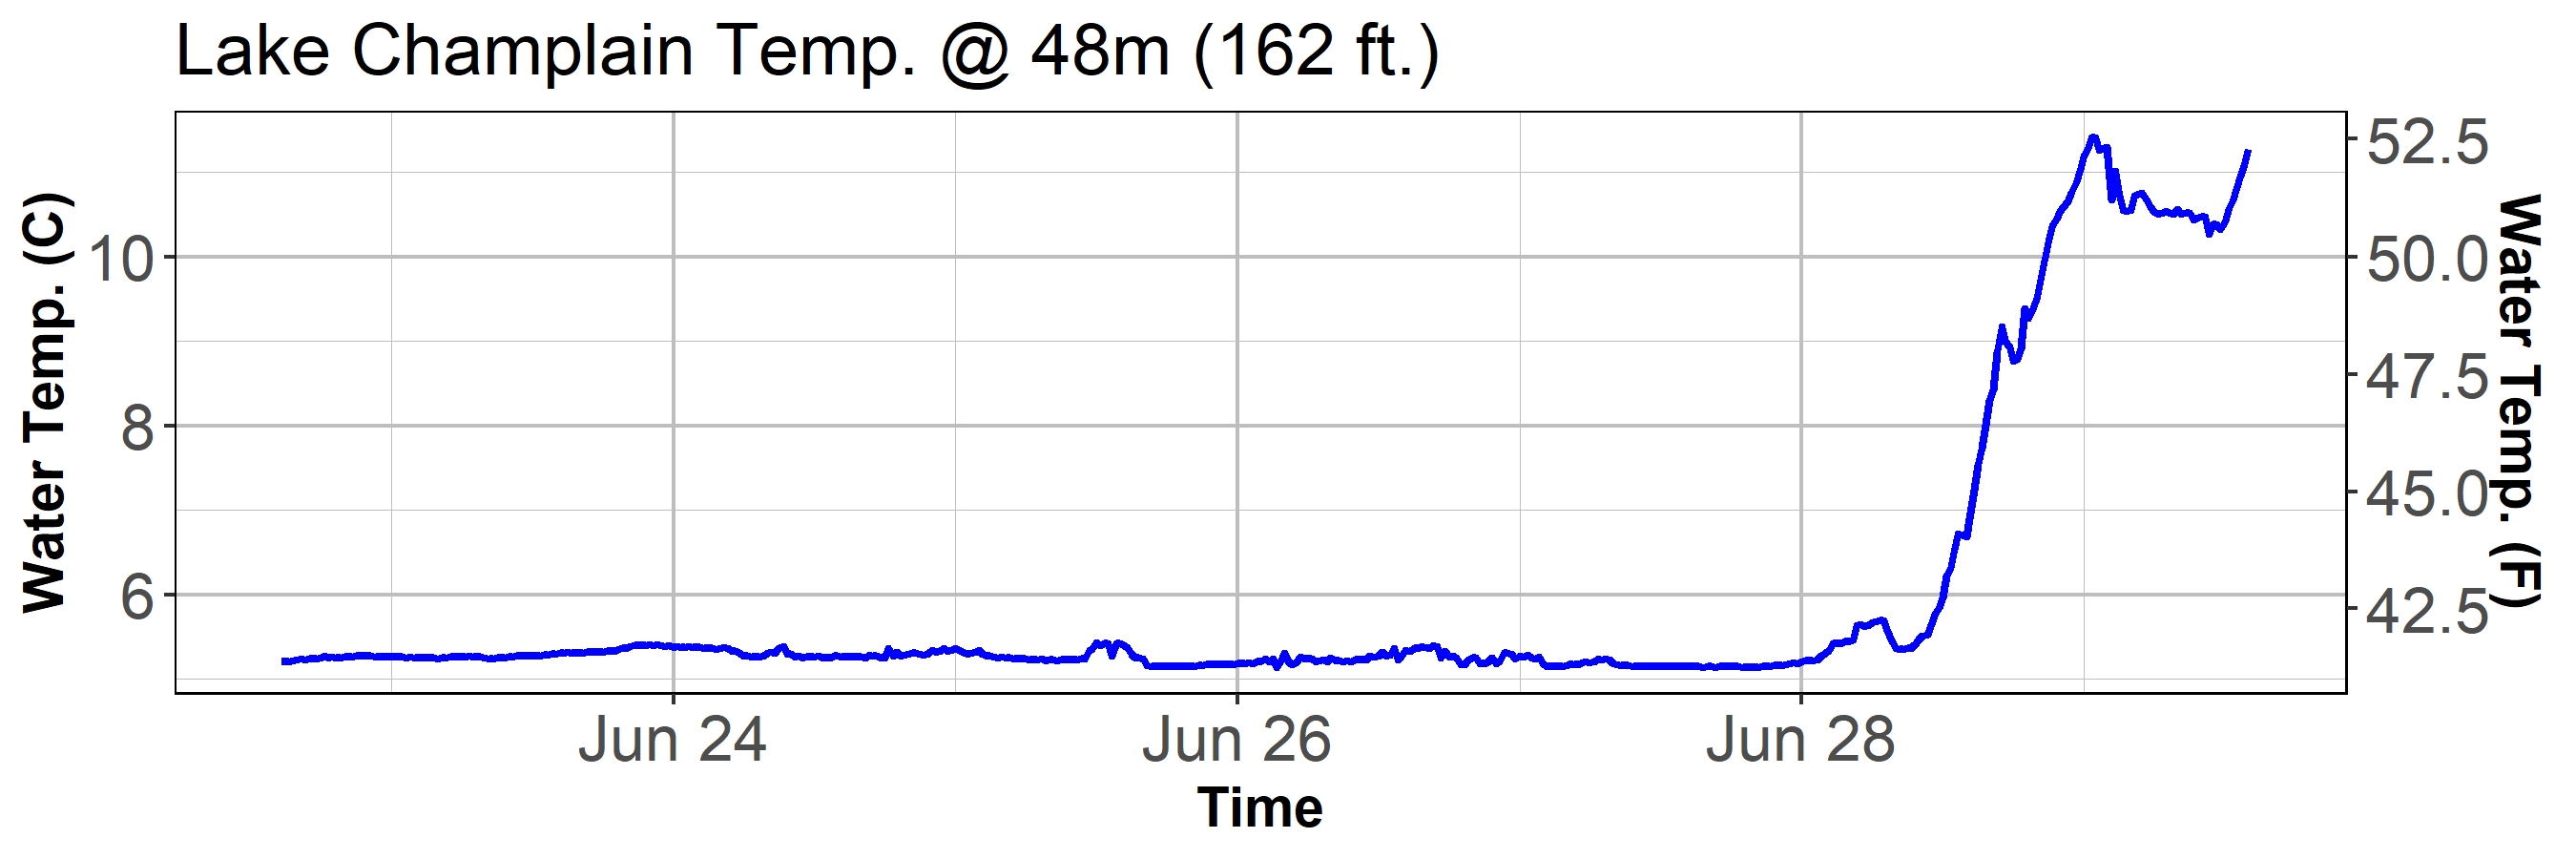 Lake Champlain Temp. @ 48m (162 ft.)
Water Temp. (C)
10
8
6
52.5
50.0
47.5
45.0
42.5
Water Temp. (F)
Jun 24
Jun 26
Jun 28
Time